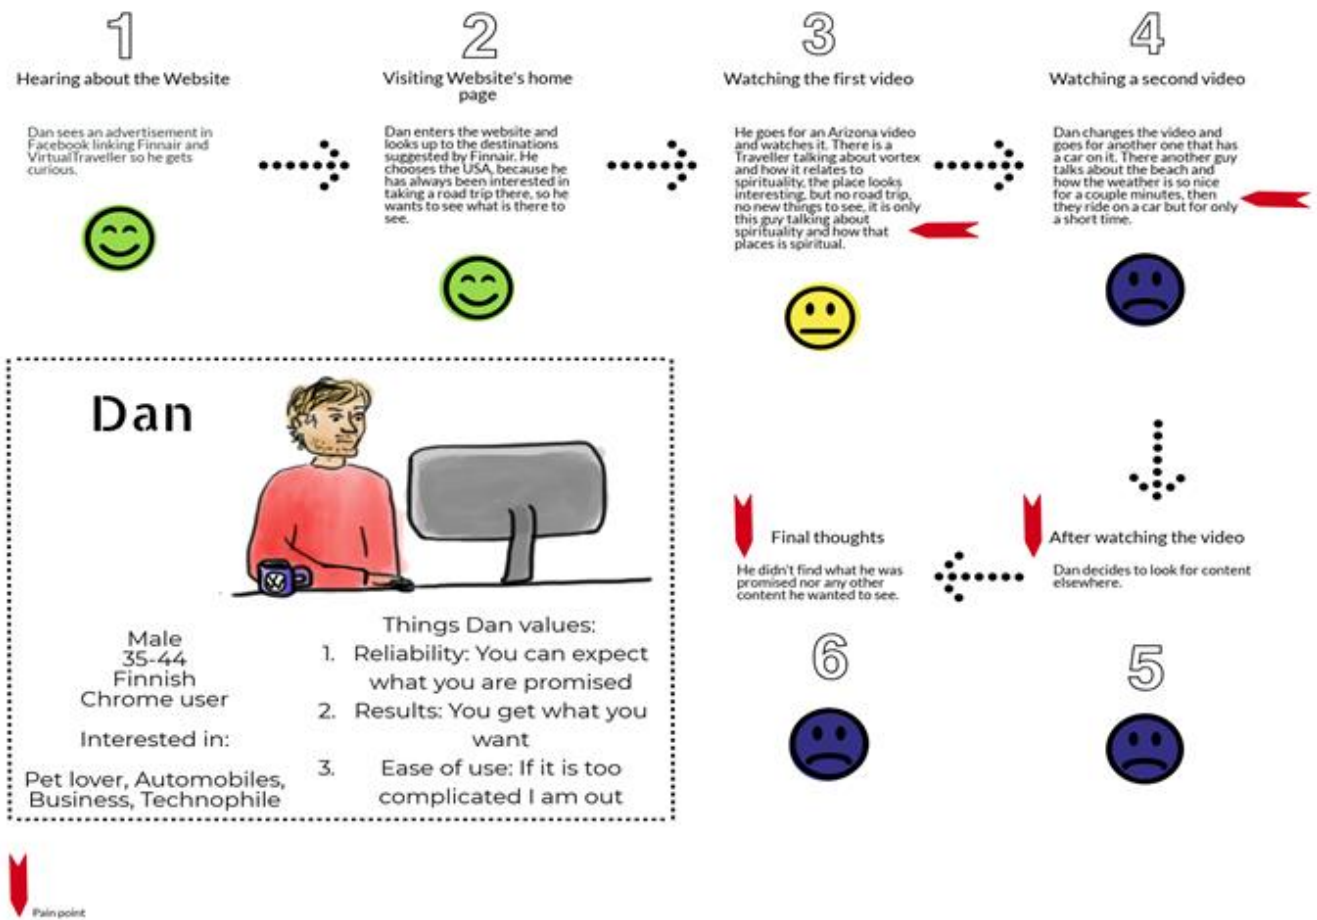 1
Hearing about the Website
Dan sees an advertisement in
Facebook linking Finnair and
VirtualTraveller so he gets
curious.
2
Visiting Website's home
page
Dan enters the website and
looks up to the destinations
suggested by Finnair. He
chooses the USA, because he
has always been interested in
taking a road trip there, so he
wants to see what is there to
see.
3
Watching the first video
He goes for an Arizona video
and watches it. There is a
Traveller talking about vortex
and how it relates to
spirituality, the place looks
interesting, but no road trip,
no new things to see, it is only
this guy talking about
spirituality and how that
places is spiritual.
4
Watching a second video
Dan changes the video and
goes for another one that has
a car on it. There another guy
talks about the beach and
how the weather is so nice
for a couple minutes, then
they ride on a car but for only
a short time.
After watching the video
Dan decides to look for content
elsewhere.
5
Final thoughts
He didn't find what he was
promised nor any other
content he wanted to see.
6
Dan
Male
35-44
Finnish
Chrome user
Interested in:
Pet lover, Automobiles,
Business, Technophile
Things Dan values:
1. Reliability: You can expect
what you are promised
2. Results: You get what you
want
3. Ease of use: If it is too
complicated I am out
Pain point